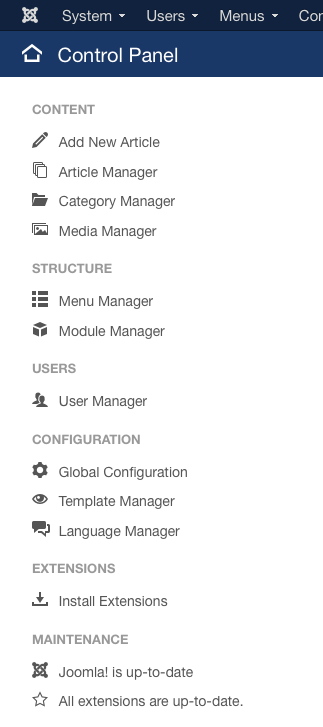 System Users Menus
Control Panel
CONTENT
Add New Article
Article Manager
Category Manager
Media Manager
STRUCTURE
Menu Manager
Module Manager
USERS
User Manager
CONFIGURATION
Global Configuration
Template Manager
Language Manager
EXTENSIONS
Install Extensions
MAINTENANCE
Joomla! is up-to-date
All extensions are up-to-date.